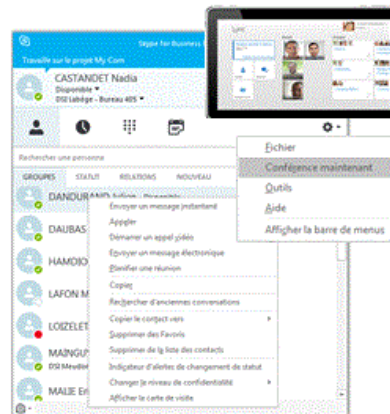 Skype for Business
Travaille sur le projet My Com
CASTANDET Nadia
Disponible
DSI Labège - Bureau 405
Rechercher une personne
GROUPES STATUT RELATIONS NOUVEAU
Fichier
Conférence maintenant
Outils
Aide
Afficher la barre de menus
DANDURAND Julien - Disponible
DAUBAS
HAMDIO
LAFON M
LOIZELET
MAINGUY
DSI Meudon
MALIE Er
Envoyer un message instantané
Appeler
Démarrer un appel vidéo
Envoyer un message électronique
Planifier une réunion
Copier
Rechercher d'anciennes conversations
Copier le contact vers
Supprimer des Favoris
Supprimer de la liste des contacts
Indicateur d'alertes de changement de statut
Changer le niveau de confidentialité
Afficher la carte de visite